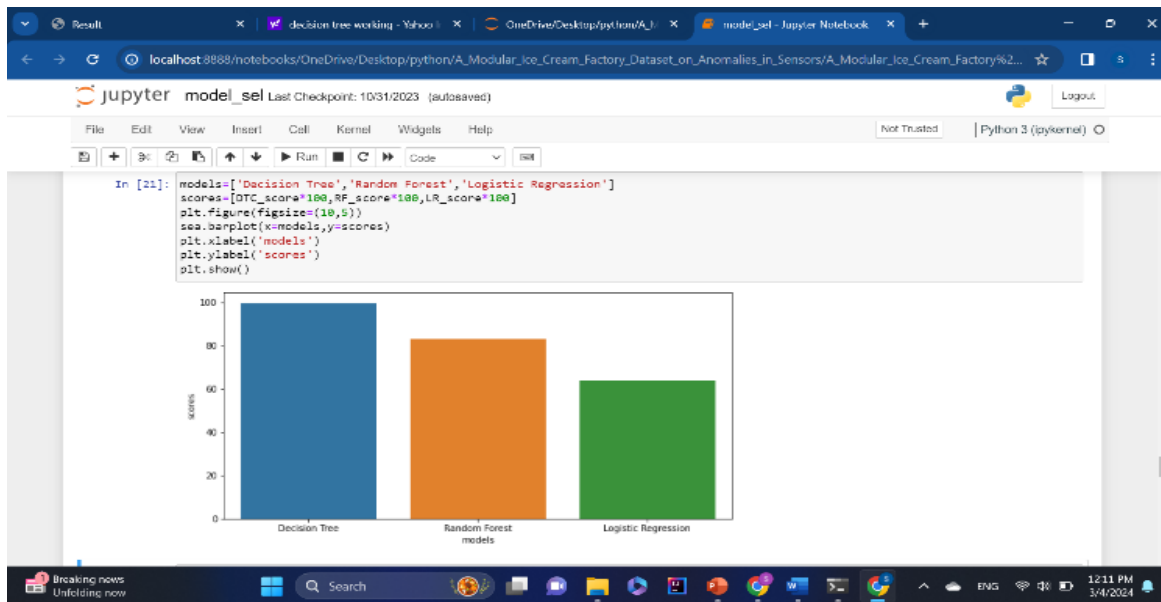 Result
decision tree working - Yahoo I
OneDrive/Desktop/python/A_M
model_sel - Jupyter Notebook
localhost:8888/notebooks/OneDrive/Desktop/python/A_Modular_Ice_Cream_Factory_Dataset_on_Anomalies_in_Sensors/A_Modular_Ice_Cream_Factory%2...
S
jupyter model_sel Last Checkpoint: 10/31/2023 (autosaved)
Logout
File Edit View Insert Cell Kernel Widgets Help
Not Trusted
Python 3 (ipykernel)
Run
Code
In [21]: models=['Decision Tree','Random Forest','Logistic Regression']
scores=[DTC_score*100,RF_score*100,LR_score*100]
plt.figure(figsize=(10,5))
sea.barplot(x=models,y=scores)
plt.xlabel('models')
plt.ylabel('scores')
plt.show()
100
80
60
40
20
0
scores
Decision Tree
Random Forest
Logistic Regression
models
1
Breaking news
Unfolding now
Search
ENG
12:11 PM
3/4/2024